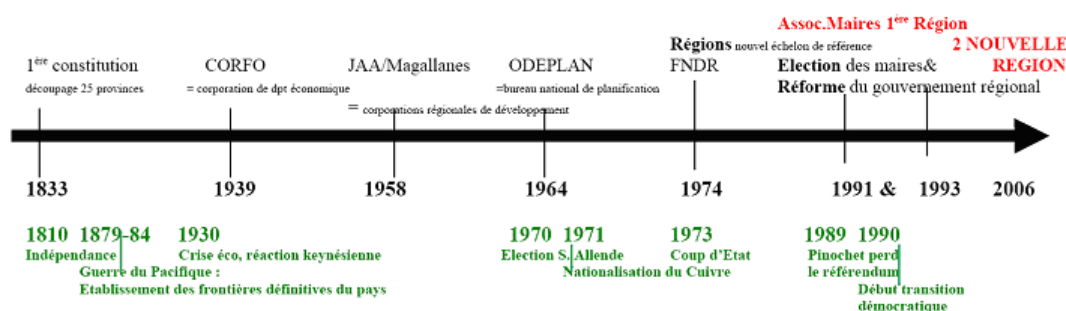 Assoc.Maires 1ère Région
Régions nouvel échelon de référence 2 NOUVELLE
1ère constitution CORFO JAA/Magallanes ODEPLAN FNDR Election des maires& REGION
découpage 25 provinces = corporation de dpt économique =bureau national de planification Réforme du gouvernement régional
= corporations régionales de développement
1833 1939 1958 1964 1974 1991 & 1993 2006
1810 1879-84 1930 1970 1971 1973 1989 1990
Indépendance Crise éco, réaction keynésienne Election S. Allende Coup d’Etat Pinochet perd
Guerre du Pacifique : Nationalisation du Cuivre le référendum
Etablissement des frontières définitives du pays Début transition
démocratique